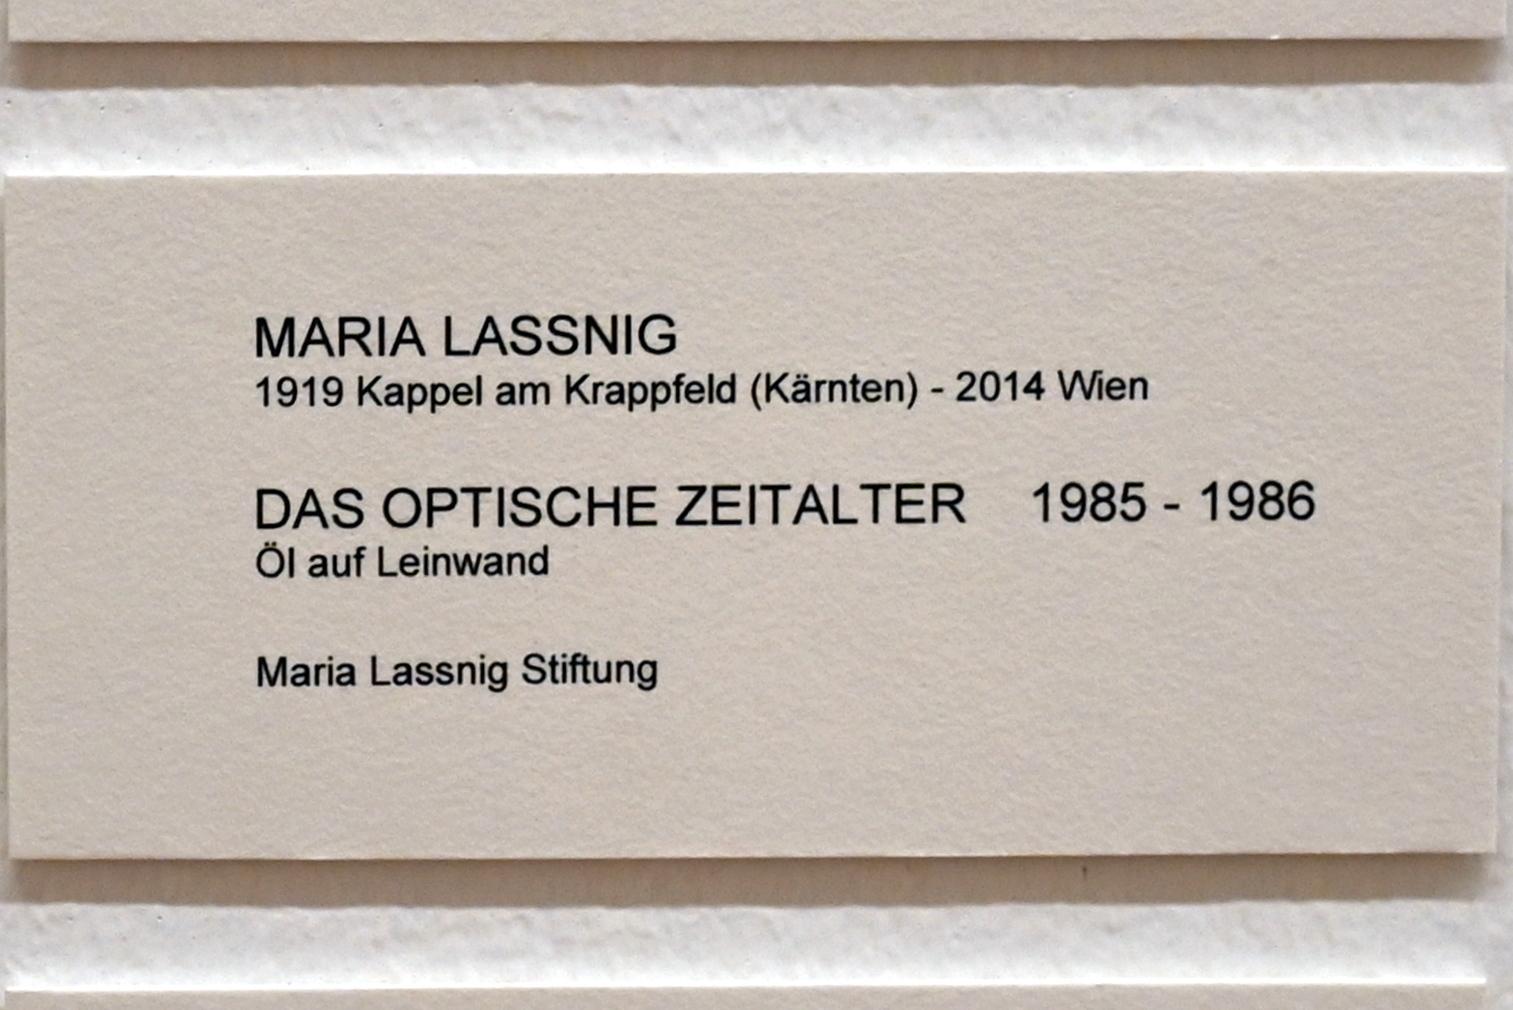 MARIA LASSNIG
1919 Kappel am Krappfeld (Kärnten) - 2014 Wien
DAS OPTISCHE ZEITALTER 1985 - 1986
Öl auf Leinwand
Maria Lassnig Stiftung